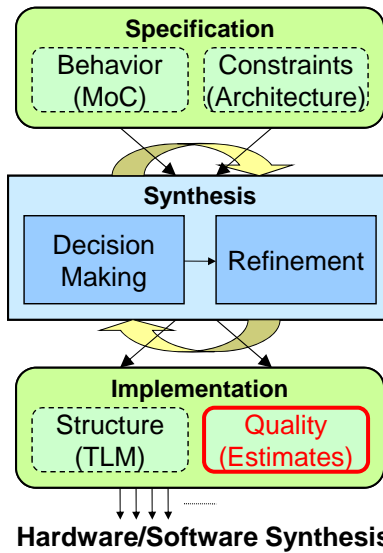 Specification
Behavior
(MoC)
Constraints
(Architecture)
Synthesis
Decision
Making
Refinement
Implementation
Structure
(TLM)
Quality
(Estimates)
Hardware/Software Synthesis